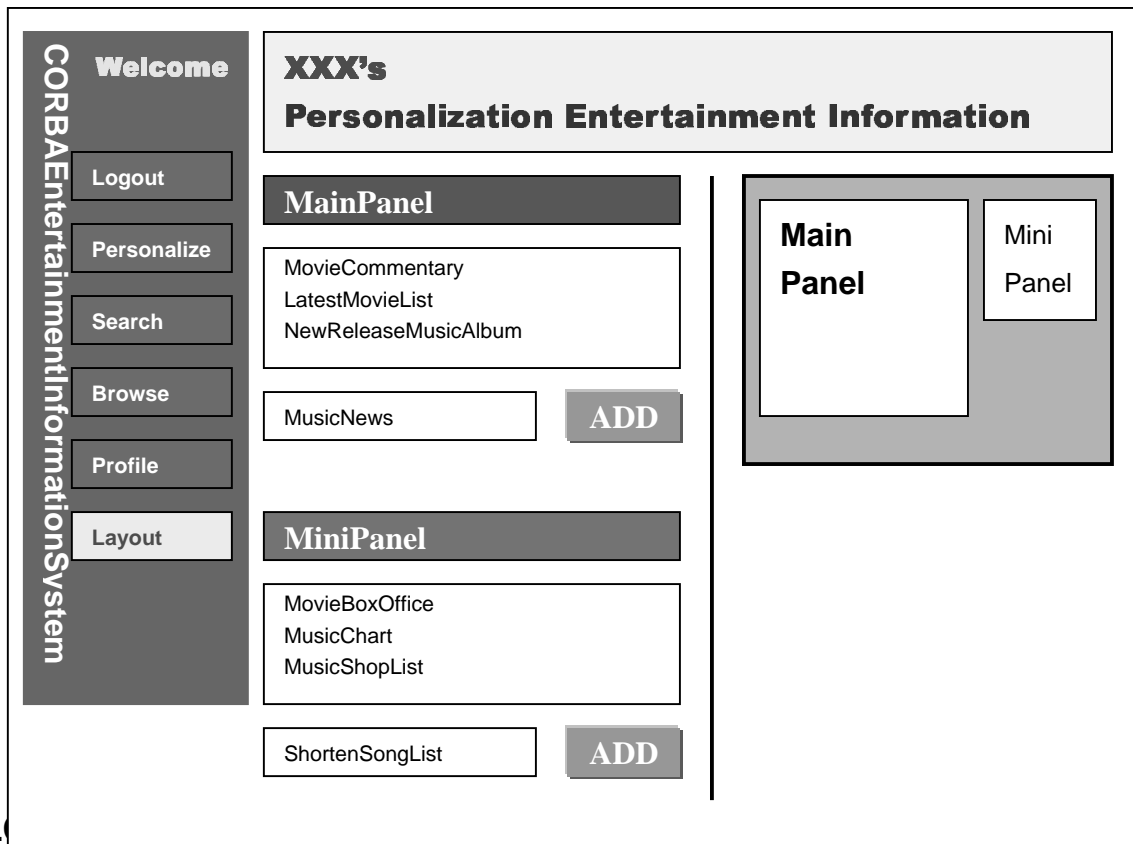 CORBAEntertainmentInformationSystem
Welcome
Logout
Personalize
Search
Browse
Profile
Layout
XXX's
Personalization Entertainment Information
MainPanel
MovieCommentary
LatestMovieList
NewReleaseMusicAlbum
MusicNews
ADD
MiniPanel
MovieBoxOffice
MusicChart
MusicShopList
ShortenSongList
ADD
Main
Panel
Mini
Panel